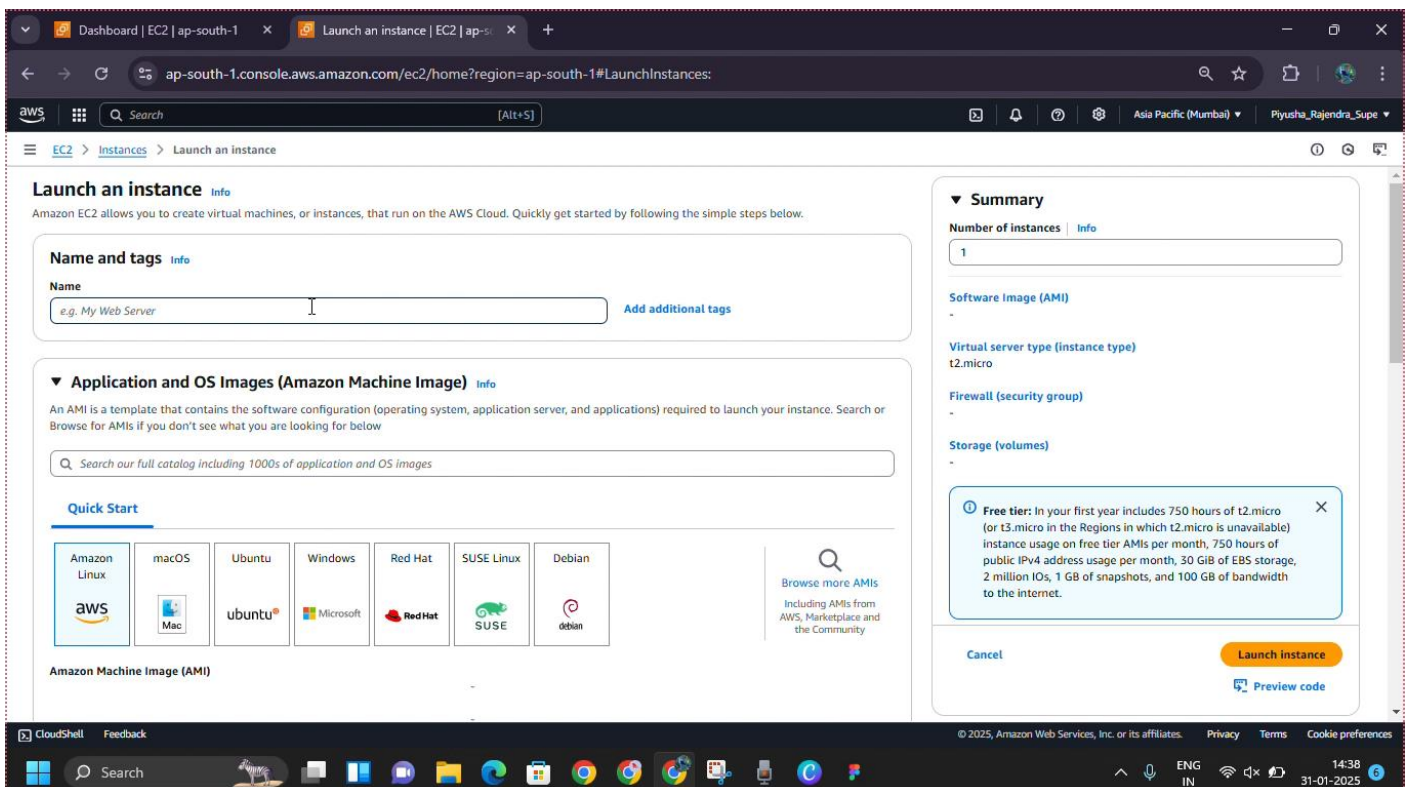 Dashboard | EC2 | ap-south-1
Launch an instance | EC2 | ap-s
ap-south-1.console.aws.amazon.com/ec2/home?region=ap-south-1#LaunchInstances:
aws
Search
[Alt+S]
Asia Pacific (Mumbai)
Piyusha_Rajendra_Supe
EC2 > Instances > Launch an instance
Launch an instance Info
Amazon EC2 allows you to create virtual machines, or instances, that run on the AWS Cloud. Quickly get started by following the simple steps below.
Name and tags Info
Name
e.g. My Web Server
Add additional tags
Application and OS Images (Amazon Machine Image) Info
An AMI is a template that contains the software configuration (operating system, application server, and applications) required to launch your instance. Search or
Browse for AMIs if you don't see what you are looking for below
Search our full catalog including 1000s of application and OS images
Quick Start
Amazon
Linux
aws
macOS
Mac
Ubuntu
ubuntu®
Windows
Microsoft
Red Hat
Red Hat
SUSE Linux
SUSE
Debian
debian
Browse more AMIs
Including AMIs from
AWS, Marketplace and
the Community
Amazon Machine Image (AMI)
-
-
Summary
Number of instances | Info
1
Software Image (AMI)
-
Virtual server type (instance type)
t2.micro
Firewall (security group)
-
Storage (volumes)
-
Free tier: In your first year includes 750 hours of t2.micro
(or t3.micro in the Regions in which t2.micro is unavailable)
instance usage on free tier AMIs per month, 750 hours of
public IPv4 address usage per month, 30 GiB of EBS storage,
2 million IOs, 1 GB of snapshots, and 100 GB of bandwidth
to the internet.
Cancel
Launch instance
Preview code
CloudShell
Feedback
© 2025, Amazon Web Services, Inc. or its affiliates.
Privacy
Terms
Cookie preferences
Search
ENG
IN
14:38
31-01-2025
6